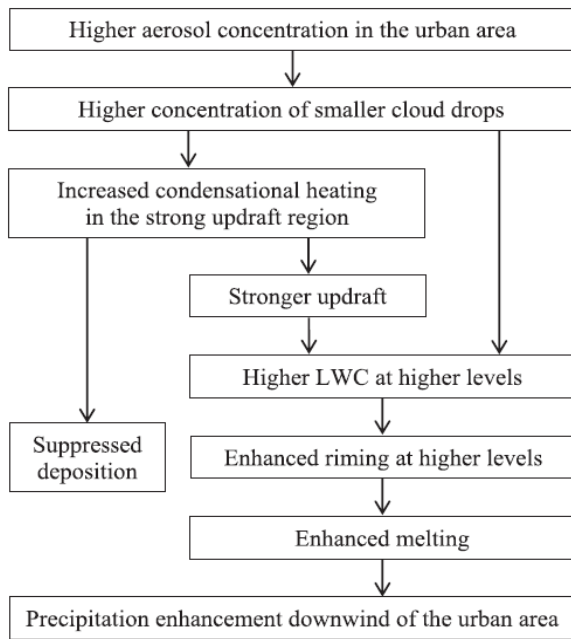 Higher aerosol concentration in the urban area
Higher concentration of smaller cloud drops
Increased condensational heating
in the strong updraft region
Stronger updraft
Higher LWC at higher levels
Suppressed
deposition
Enhanced riming at higher levels
Enhanced melting
Precipitation enhancement downwind of the urban area